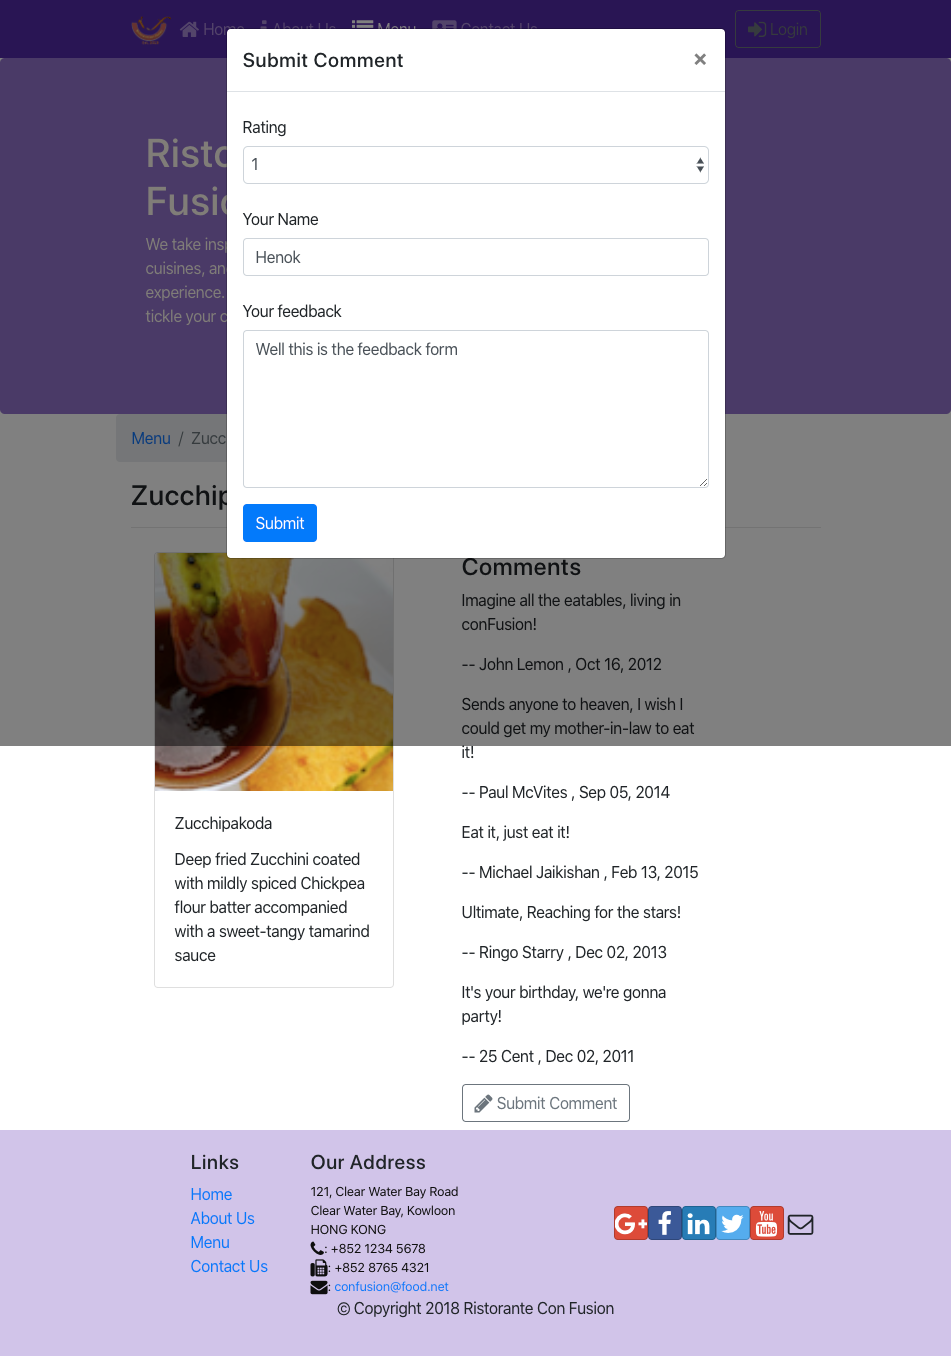 Home
About Us
Menu
Contact Us
Login
Submit Comment
×
Rating
1
Your Name
Henok
Your feedback
Well this is the feedback form
Submit
Risto
Fusio
We take insp
cuisines, and
experience.
tickle your c
Menu / Zucc
Zucchip
Zucchipakoda
Deep fried Zucchini coated
with mildly spiced Chickpea
flour batter accompanied
with a sweet-tangy tamarind
sauce
Comments
Imagine all the eatables, living in
conFusion!
-- John Lemon , Oct 16, 2012
Sends anyone to heaven, I wish I
could get my mother-in-law to eat
it!
-- Paul McVites , Sep 05, 2014
Eat it, just eat it!
-- Michael Jaikishan , Feb 13, 2015
Ultimate, Reaching for the stars!
-- Ringo Starry , Dec 02, 2013
It's your birthday, we're gonna
party!
-- 25 Cent , Dec 02, 2011
Submit Comment
Links
Home
About Us
Menu
Contact Us
Our Address
121, Clear Water Bay Road
Clear Water Bay, Kowloon
HONG KONG
: +852 1234 5678
: +852 8765 4321
: confusion@food.net
G+ f in You Tube
© Copyright 2018 Ristorante Con Fusion